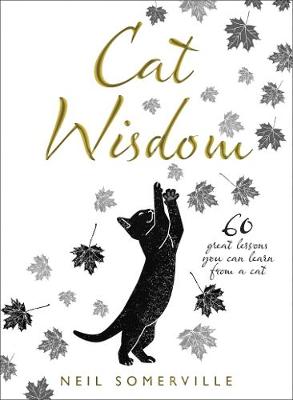 Cat
Wisdom
60
great lessons
you can learn
from a cat
NEIL SOMERVILLE